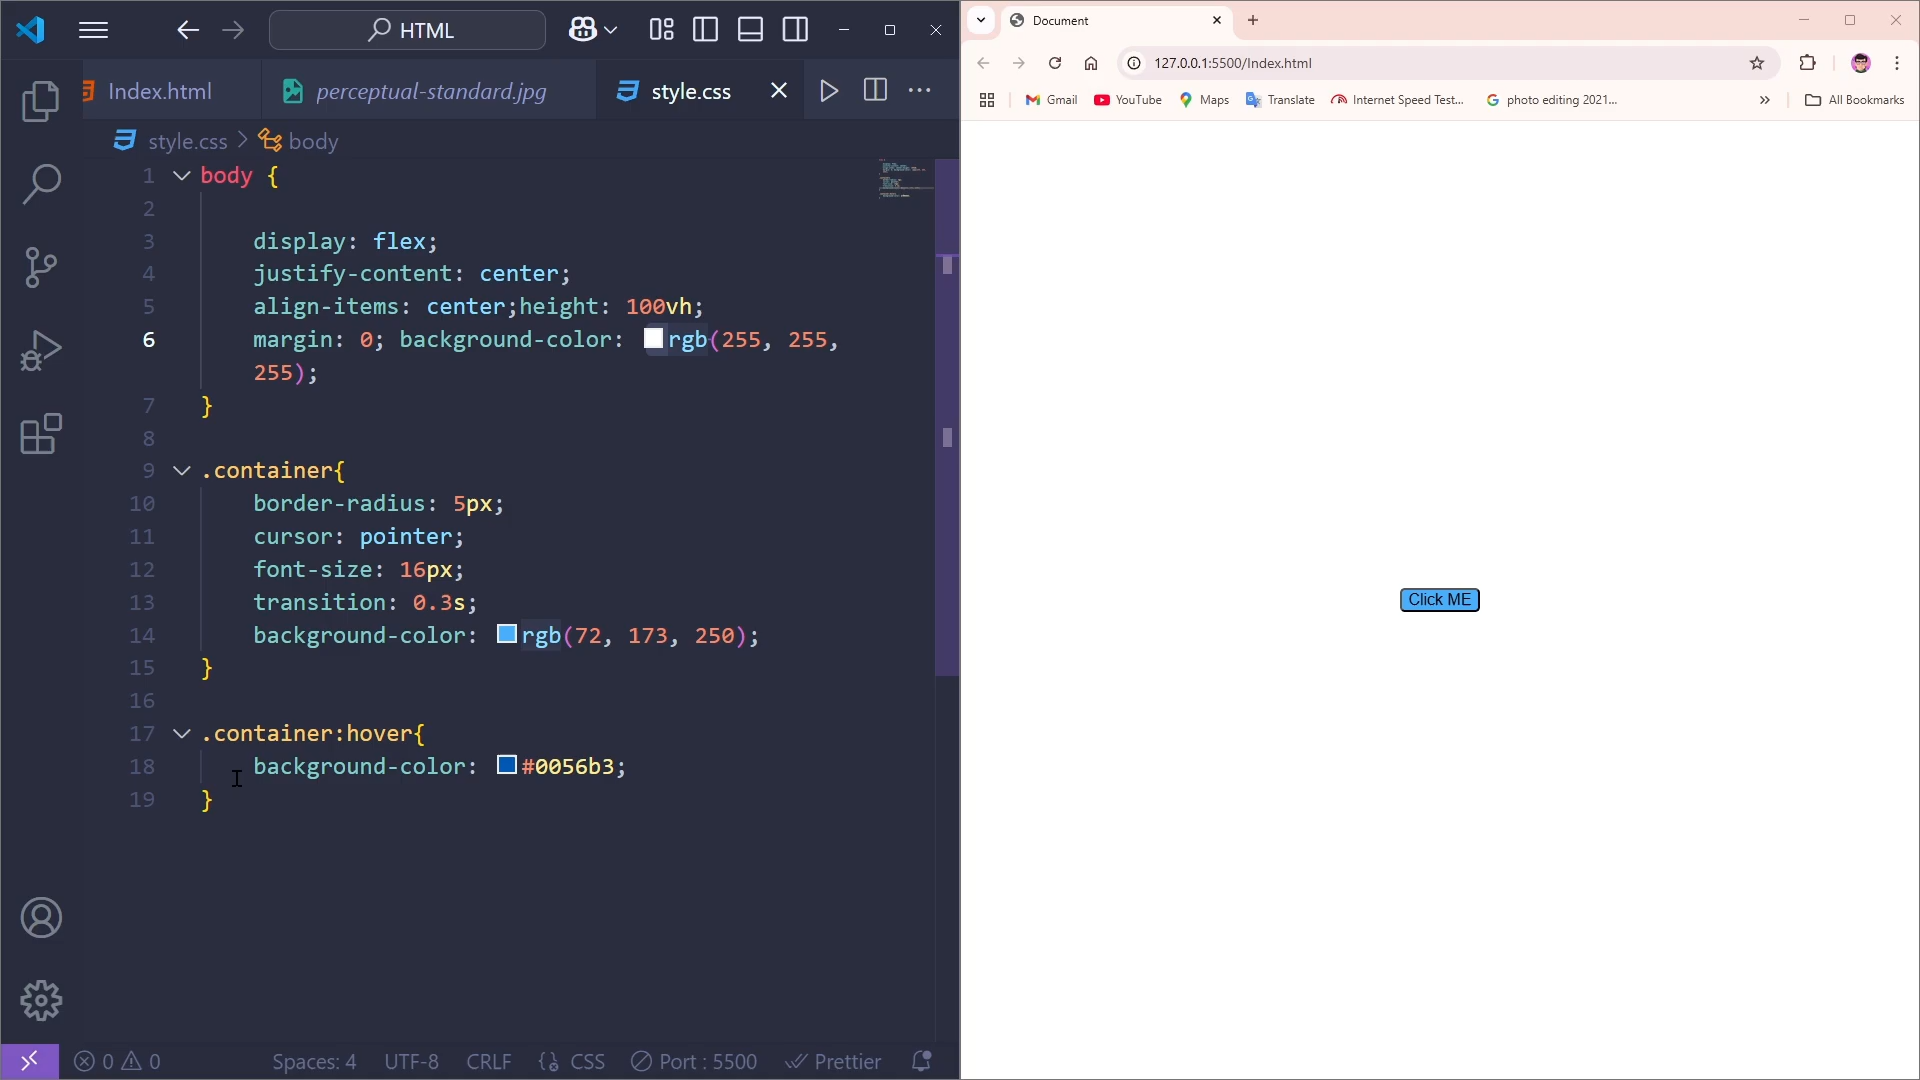 HTML
Index.html
perceptual-standard.jpg
style.css
style.css > body
1 body {
2
3 display: flex;
4 justify-content: center;
5 align-items: center;height: 100vh;
6 margin: 0; background-color: rgb(255, 255,
255);
7 }
8
9 .container{
10 border-radius: 5px;
11 cursor: pointer;
12 font-size: 16px;
13 transition: 0.3s;
14 background-color: rgb(72, 173, 250);
15 }
16
17 .container:hover{
18 background-color: #0056b3;
19 }
0 0 Spaces: 4 UTF-8 CRLF CSS Port : 5500 Prettier
Document
127.0.0.1:5500/Index.html
Gmail YouTube Maps Translate Internet Speed Test... photo editing 2021... » All Bookmarks
Click ME